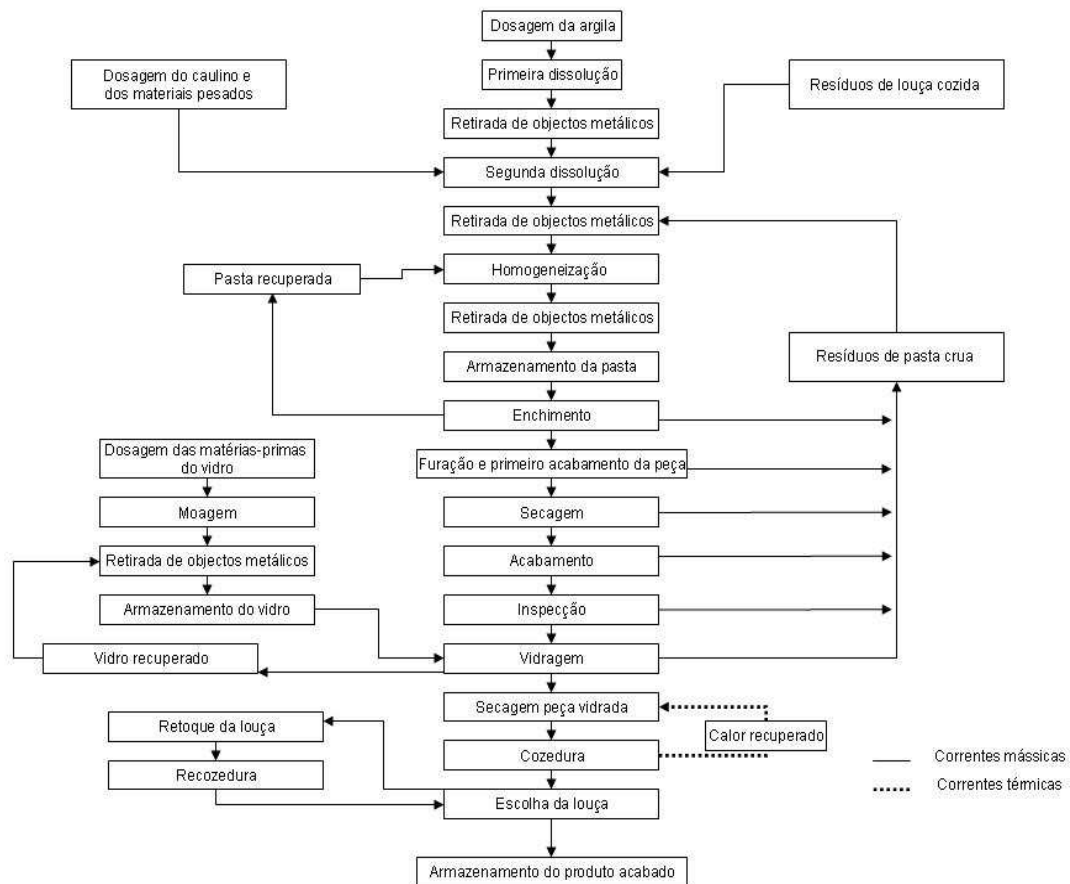 Dosagem da argila
Primeira dissolução
Dosagem do caulino e
dos materiais pesados
Resíduos de louça cozida
Retirada de objectos metálicos
Segunda dissolução
Retirada de objectos metálicos
Homogeneização
Pasta recuperada
Retirada de objectos metálicos
Armazenamento da pasta
Resíduos de pasta crua
Enchimento
Dosagem das matérias-primas
do vidro
Furação e primeiro acabamento da peça
Moagem
Secagem
Retirada de objectos metálicos
Acabamento
Armazenamento do vidro
Inspecção
Vidro recuperado
Vidragem
Secagem peça vidrada
Retoque da louça
Calor recuperado
Cozedura
Correntes mássicas
Recozedura
Correntes térmicas
Escolha da louça
Armazenamento do produto acabado